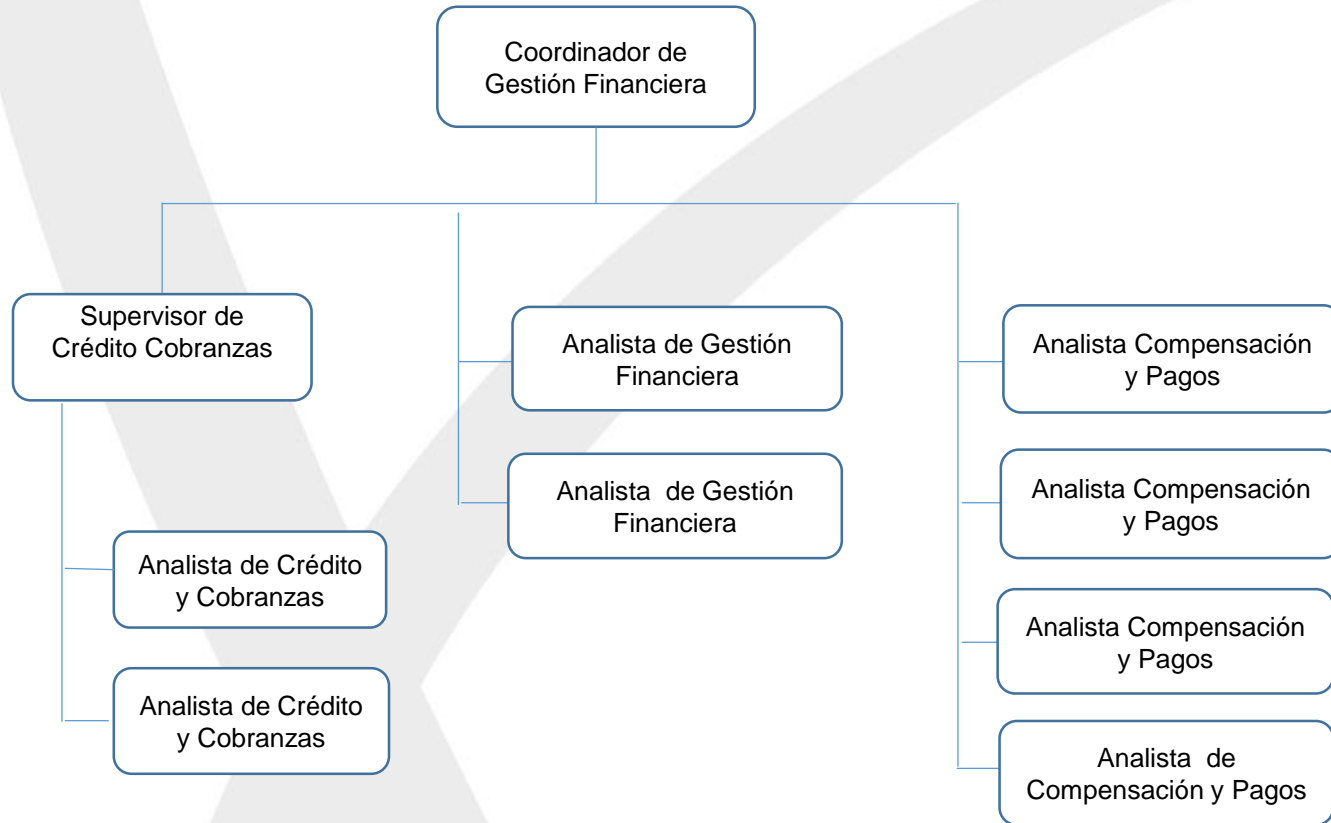 Coordinador de
Gestión Financiera
Supervisor de
Crédito Cobranzas
Analista de Crédito
y Cobranzas
Analista de Crédito
y Cobranzas
Analista de Gestión
Financiera
Analista  de Gestión
Financiera
Analista Compensación
y Pagos
Analista Compensación
y Pagos
Analista Compensación
y Pagos
Analista  de
Compensación y Pagos